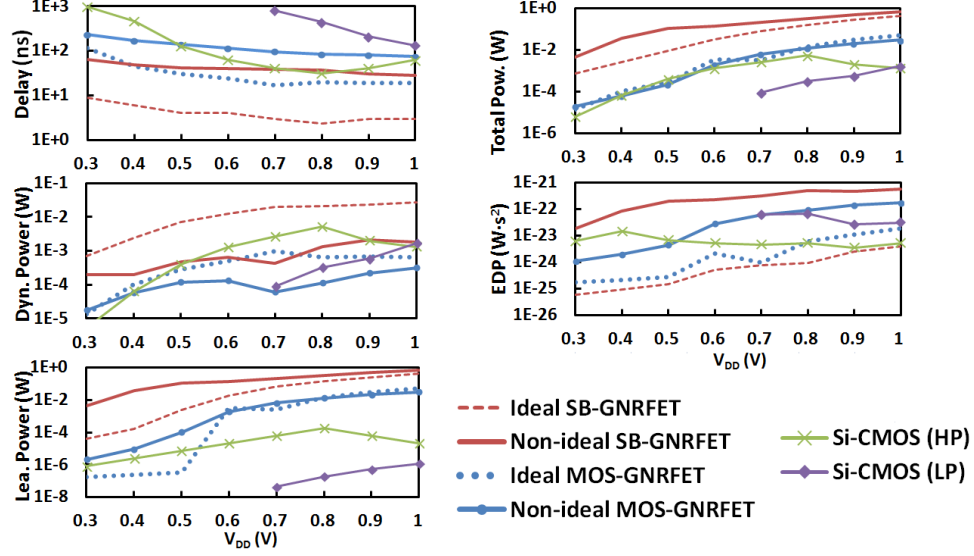 Delay (ns)
1E+3
1E+2
1E+1
1E+0
0.3 0.4 0.5 0.6 0.7 0.8 0.9 1
Total Pow. (W)
1E+0
1E-2
1E-4
1E-6
0.3 0.4 0.5 0.6 0.7 0.8 0.9 1
Dyn. Power (W)
1E-1
1E-2
1E-3
1E-4
1E-5
0.3 0.4 0.5 0.6 0.7 0.8 0.9 1
EDP (W·s²)
1E-21
1E-22
1E-23
1E-24
1E-25
1E-26
0.3 0.4 0.5 0.6 0.7 0.8 0.9 1
VDD (V)
Lea. Power (W)
1E+0
1E-2
1E-4
1E-6
1E-8
0.3 0.4 0.5 0.6 0.7 0.8 0.9 1
VDD (V)
Ideal SB-GNRFET
Non-ideal SB-GNRFET
Ideal MOS-GNRFET
Non-ideal MOS-GNRFET
Si-CMOS (HP)
Si-CMOS (LP)